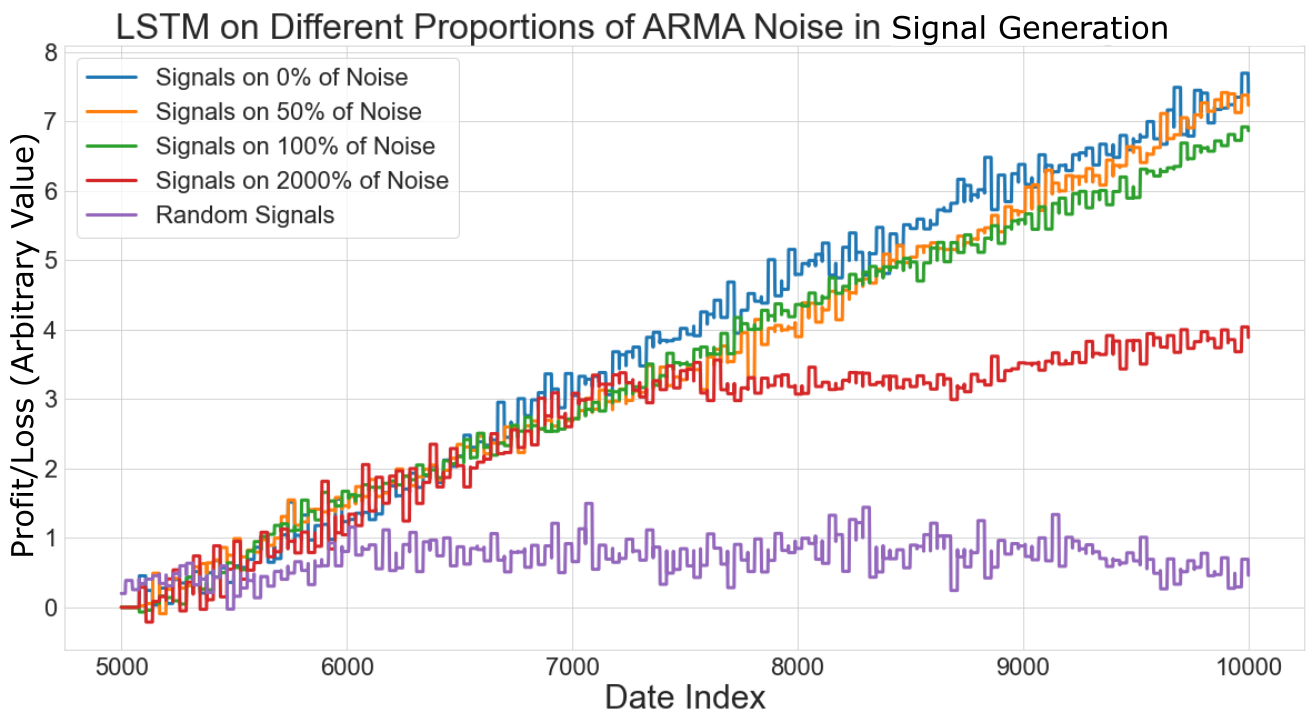 LSTM on Different Proportions of ARMA Noise in Signal Generation
8
Signals on 0% of Noise
7
Signals on 50% of Noise
Signals on 100% of Noise
6
Signals on 2000% of Noise
Random Signals
5
4
3
2
1
0
Profit/Loss (Arbitrary Value)
5000 6000 7000 8000 9000 10000
Date Index